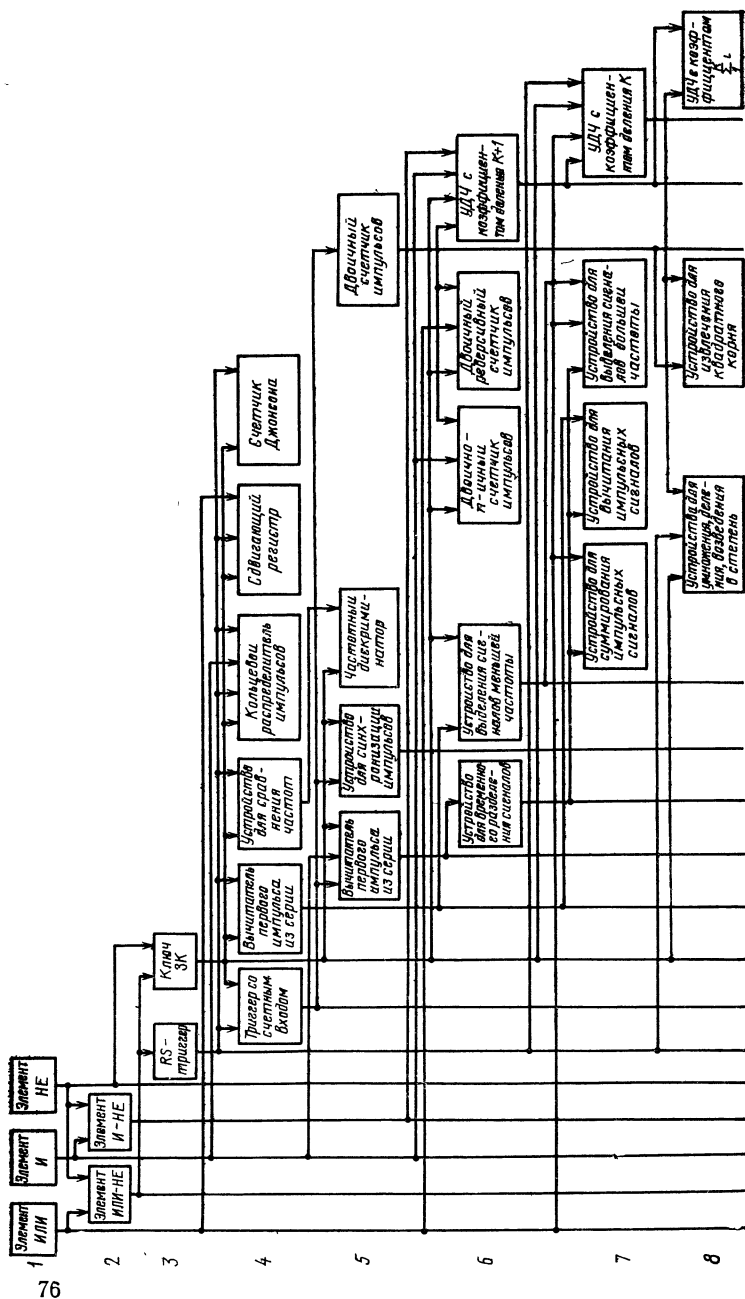 1
Элемент
ИЛИ
Элемент
И
Элемент
НЕ
2
Элемент
ИЛИ-НЕ
Элемент
И-НЕ
3
RS-
триггер
Ключ
ЗК
4
Триггер со
счетным
входом
Вычитатель
первого
импульса
из серии
Устройство
для срав-
нения
частот
Кольцевой
распределитель
импульсов
Сдвигающий
регистр
Счетчик
Джонсона
5
Вычитатель
первого
импульса
из серии
Устройство
для синх-
ронизации
импульсов
Частотный
дискрими-
натор
Двоичный
счетчик
импульсов
6
Устройство
для временно-
го разделе-
ния сигналов
Устройство для
выделения сиг-
налов меньшей
частоты
Двоично-
n-ичный
счетчик
импульсов
Двоичный
реверсивный
счетчик
импульсов
УДЧ с
коэффициен-
том деления К+1
7
Устройство для
суммирования
импульсных
сигналов
Устройство для
вычитания
импульсных
сигналов
Устройство для
выделения сигна-
лов большей
частоты
УДЧ с
коэффициен-
том деления К
8
Устройства для
умножения, деле-
ния, возведения
в степень
Устройство для
извлечения
квадратного
корня
УДЧ с коэф-
фициентом
K
Σ i
1
76